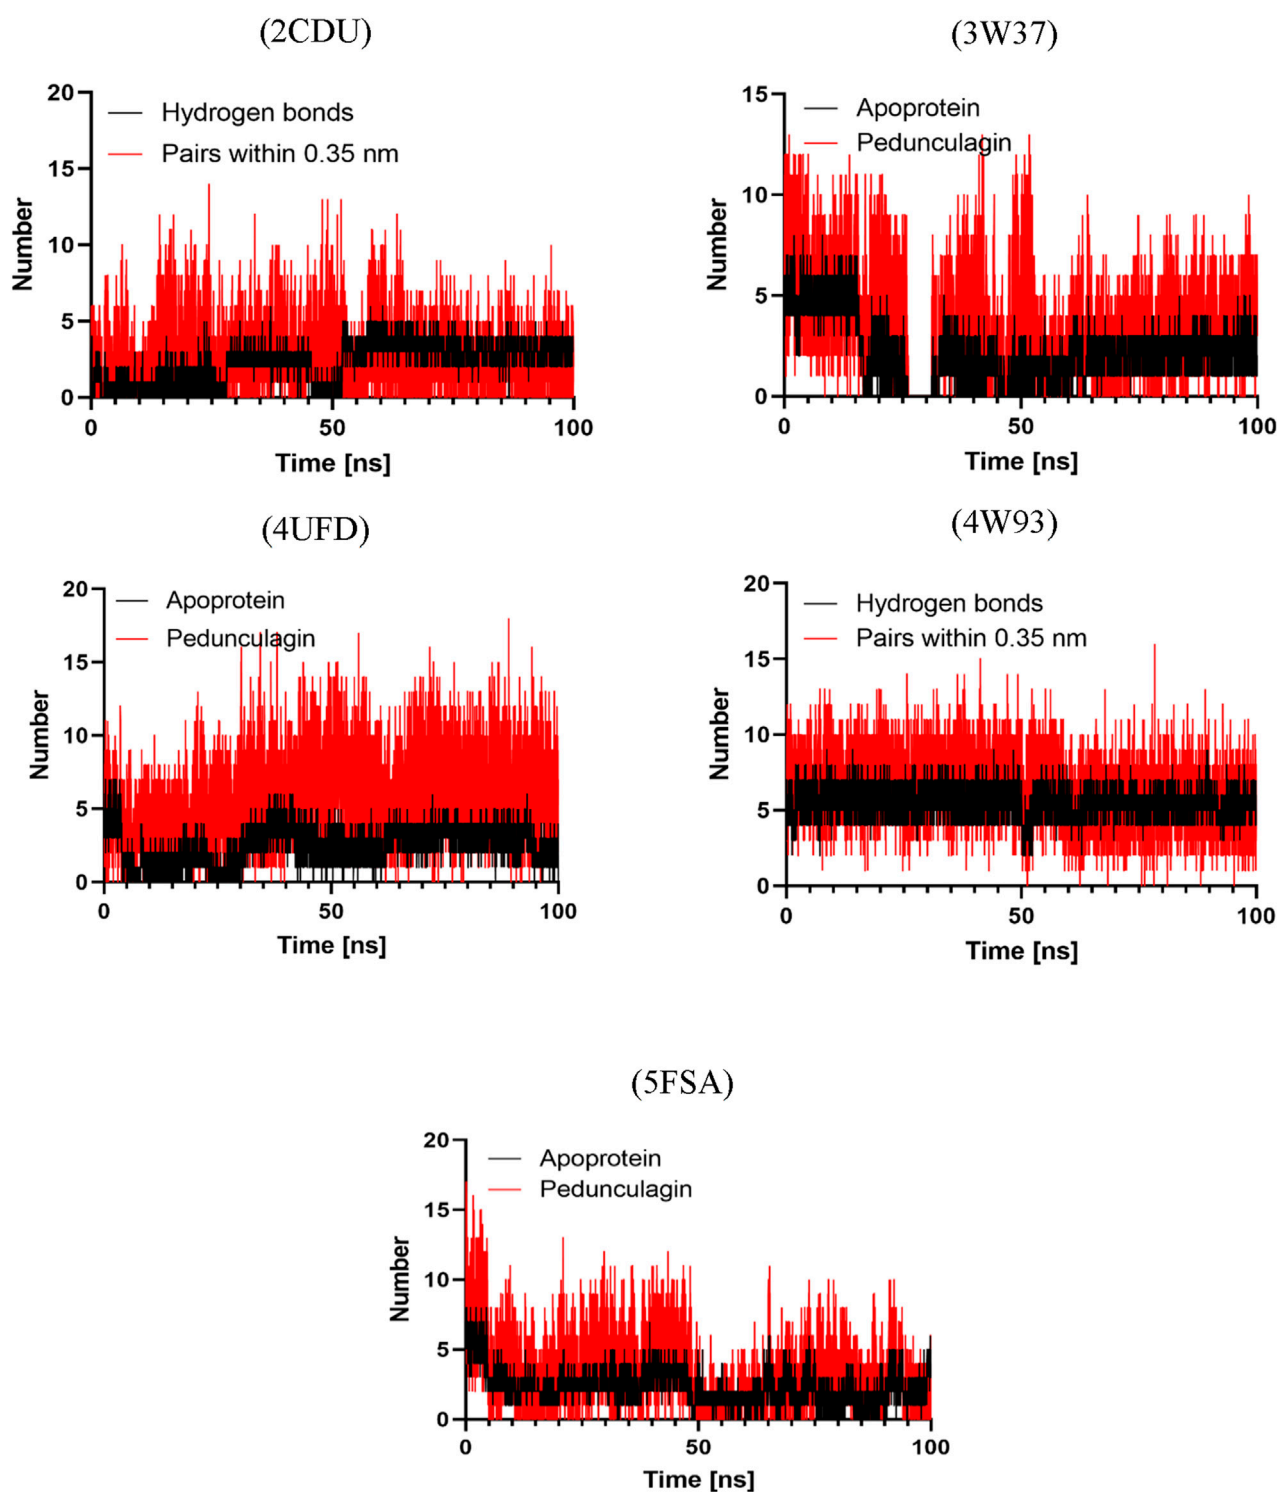 (2CDU)
20
15
10
5
0
Number
Hydrogen bonds
Pairs within 0.35 nm
0
50
100
Time [ns]
(3W37)
15
10
5
0
Number
Apoprotein
Pedunculagin
0
50
100
Time [ns]
(4UFD)
20
15
10
5
0
Number
Apoprotein
Pedunculagin
0
50
100
Time [ns]
(4W93)
20
15
10
5
0
Number
Hydrogen bonds
Pairs within 0.35 nm
0
50
100
Time [ns]
(5FSA)
20
15
10
5
0
Number
Apoprotein
Pedunculagin
0
50
100
Time [ns]